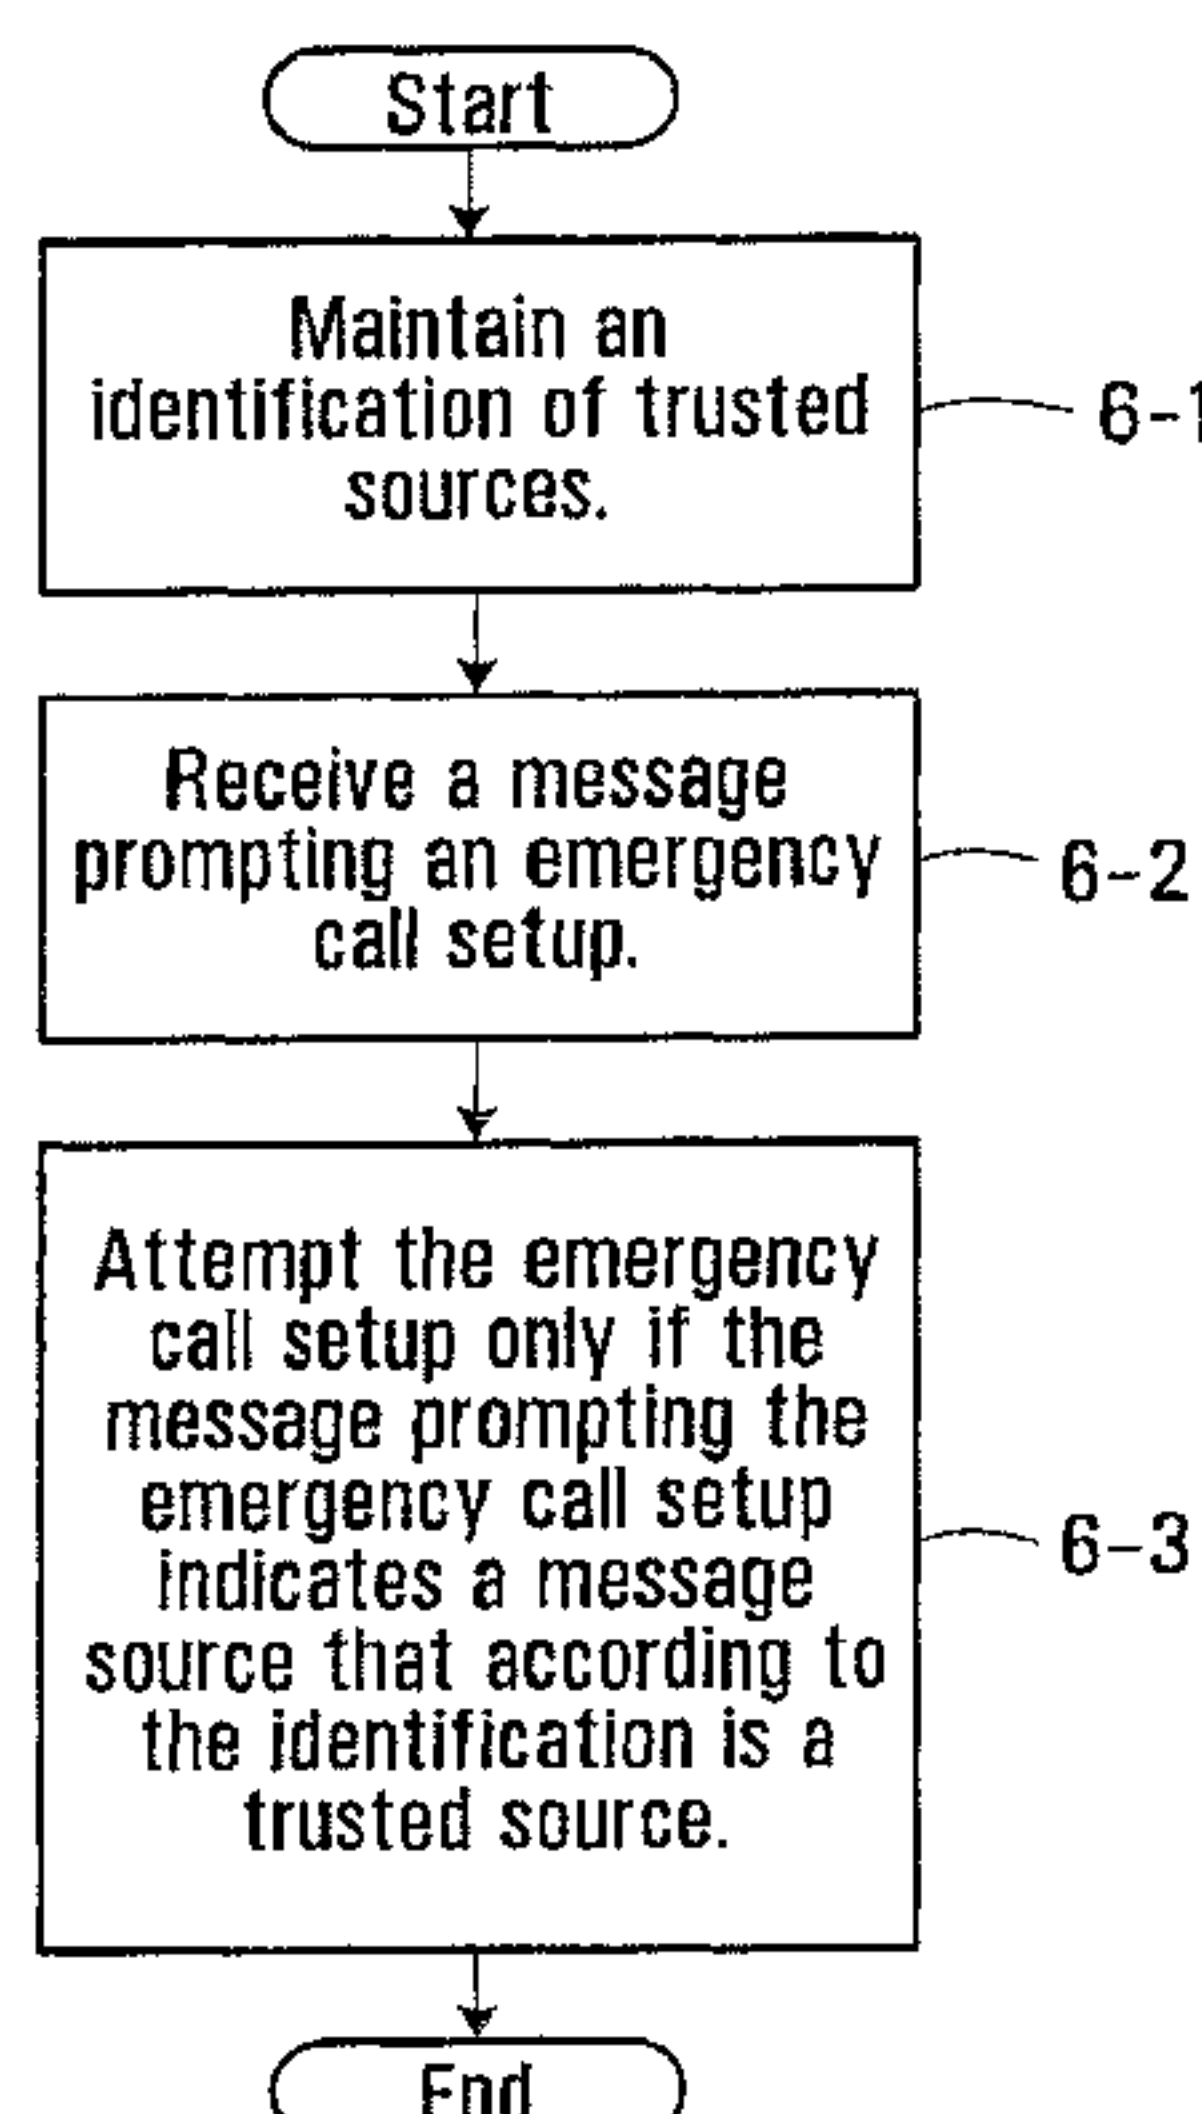 Start
Maintain an
identification of trusted
sources.
6-1
Receive a message
prompting an emergency
call setup.
6-2
Attempt the emergency
call setup only if the
message prompting the
emergency call setup
indicates a message
source that according to
the identification is a
trusted source.
6-3
End